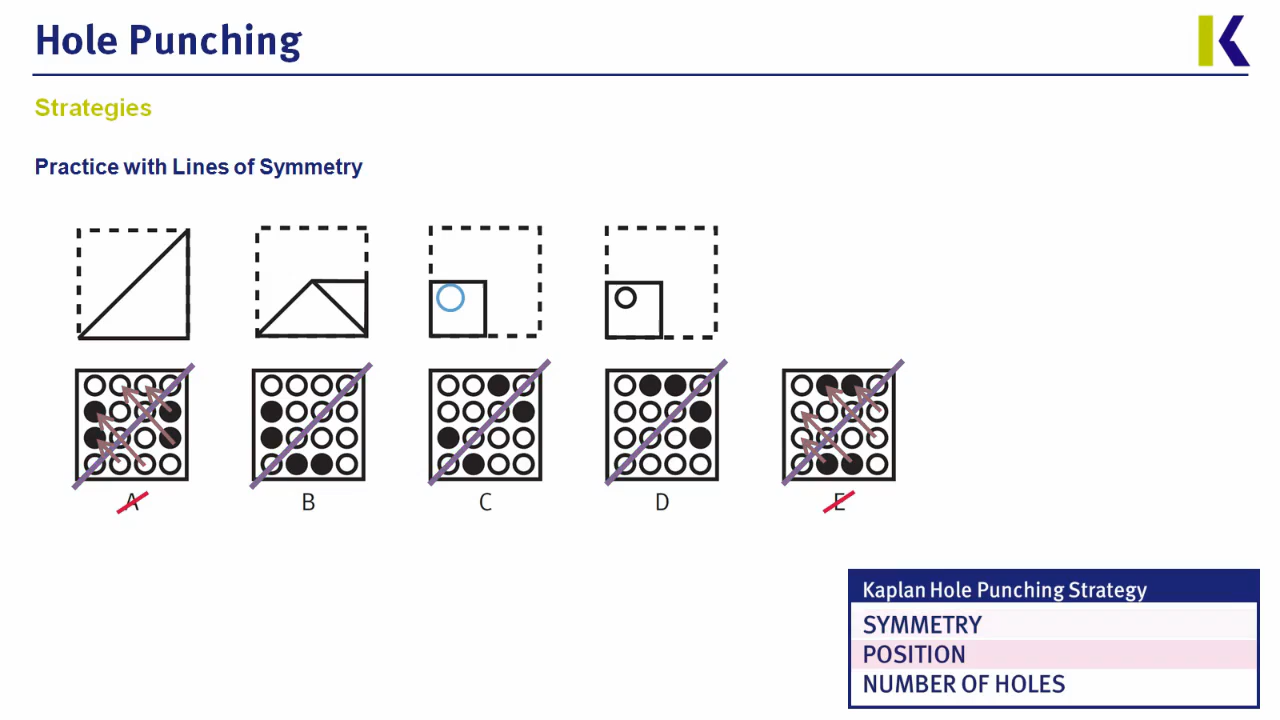 Hole Punching
K
Strategies
Practice with Lines of Symmetry
A B C D E
Kaplan Hole Punching Strategy
SYMMETRY
POSITION
NUMBER OF HOLES